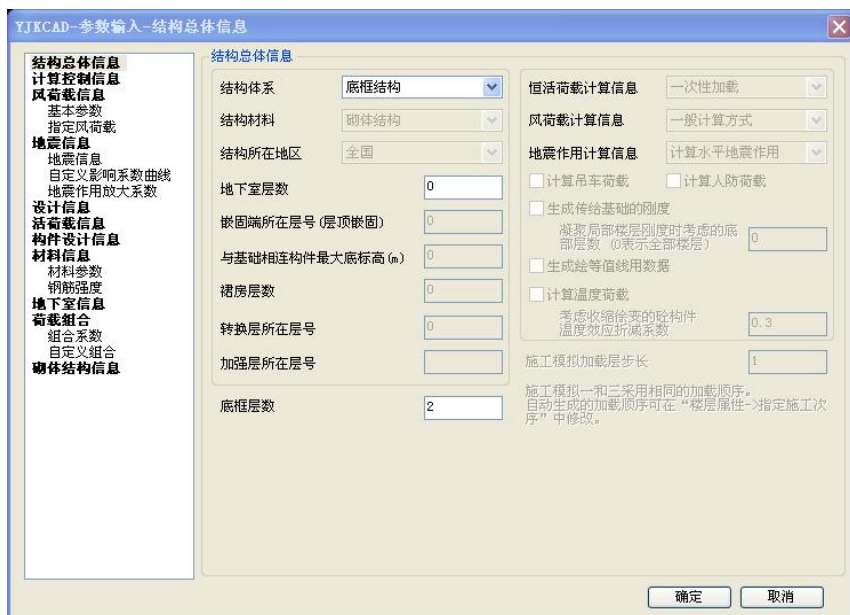 YJKCAD-参数输入-结构总体信息
结构总体信息
计算控制信息
风荷载信息
基本参数
指定风荷载
地震信息
地震信息
自定义影响系数曲线
地震作用放大系数
设计信息
活荷载信息
构件设计信息
材料信息
材料参数
钢筋强度
地下室信息
荷载组合
组合系数
自定义组合
砌体结构信息
结构总体信息
结构体系 底框结构
结构材料 砌体结构
结构所在地区 全国
地下室层数 0
嵌固端所在层号(层顶嵌固) 0
与基础相连构件最大底标高(m) 0
裙房层数 0
转换层所在层号 0
加强层所在层号
底框层数 2
恒活荷载计算信息 一次性加载
风荷载计算信息 一般计算方式
地震作用计算信息 计算水平地震作用
计算吊车荷载 计算人防荷载
生成传给基础的刚度
凝聚局部楼层刚度时考虑的底
部层数 (0表示全部楼层) 0
生成绘等值线用数据
计算温度荷载
考虑收缩徐变的砼构件
温度效应折减系数 0.3
施工模拟加载层步长 1
施工模拟一和三采用相同的加载顺序。
自动生成的加载顺序可在“楼层属性->指定施工次
序”中修改。
确定 取消